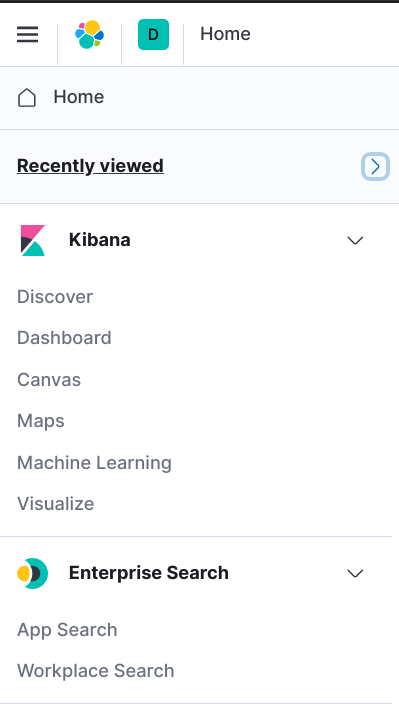 D Home
Home
Recently viewed
Kibana
Discover
Dashboard
Canvas
Maps
Machine Learning
Visualize
Enterprise Search
App Search
Workplace Search